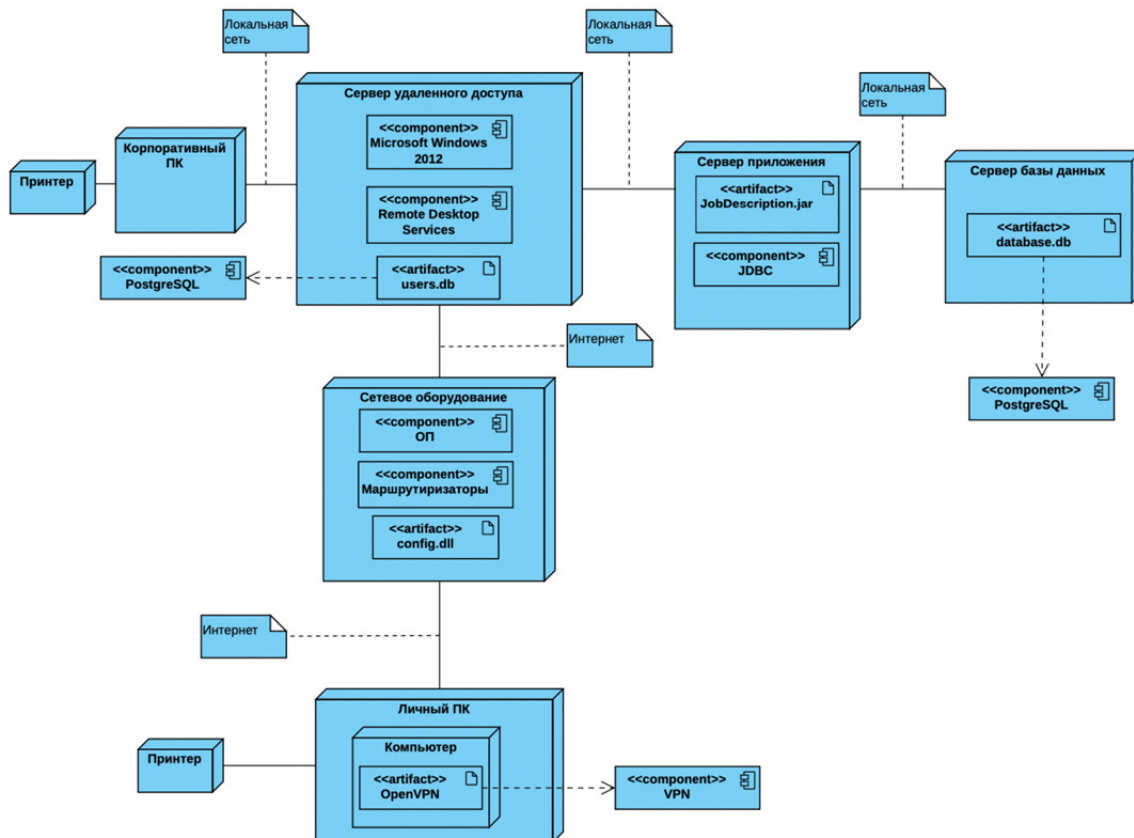 Локальная
сеть
Локальная
сеть
Локальная
сеть
Сервер удаленного доступа
<<component>>
Microsoft Windows
2012
<<component>>
Remote Desktop
Services
<<artifact>>
users.db
Корпоративный
ПК
Принтер
<<component>>
PostgreSQL
Сервер приложения
<<artifact>>
JobDescription.jar
<<component>>
JDBC
Сервер базы данных
<<artifact>>
database.db
<<component>>
PostgreSQL
Интернет
Сетевое оборудование
<<component>>
ОП
<<component>>
Маршрутиризаторы
<<artifact>>
config.dll
Интернет
Личный ПК
Компьютер
<<artifact>>
OpenVPN
Принтер
<<component>>
VPN